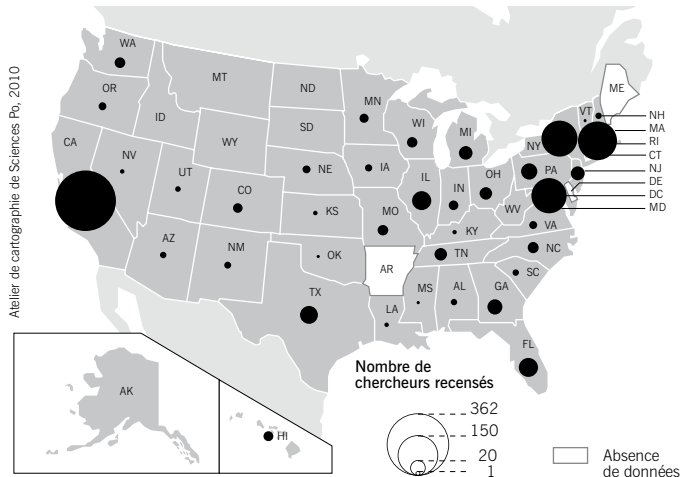 Atelier de cartographie de Sciences Po, 2010
WA
OR
CA
NV
ID
MT
WY
UT
CO
AZ
NM
ND
SD
NE
KS
OK
TX
MN
IA
MO
AR
LA
WI
IL
MI
IN
OH
KY
TN
MS
AL
GA
FL
SC
NC
VA
WV
PA
NY
VT
ME
NH
MA
RI
CT
NJ
DE
DC
MD
AK
HI
Nombre de
chercheurs recensés
362
150
20
1
Absence
de données